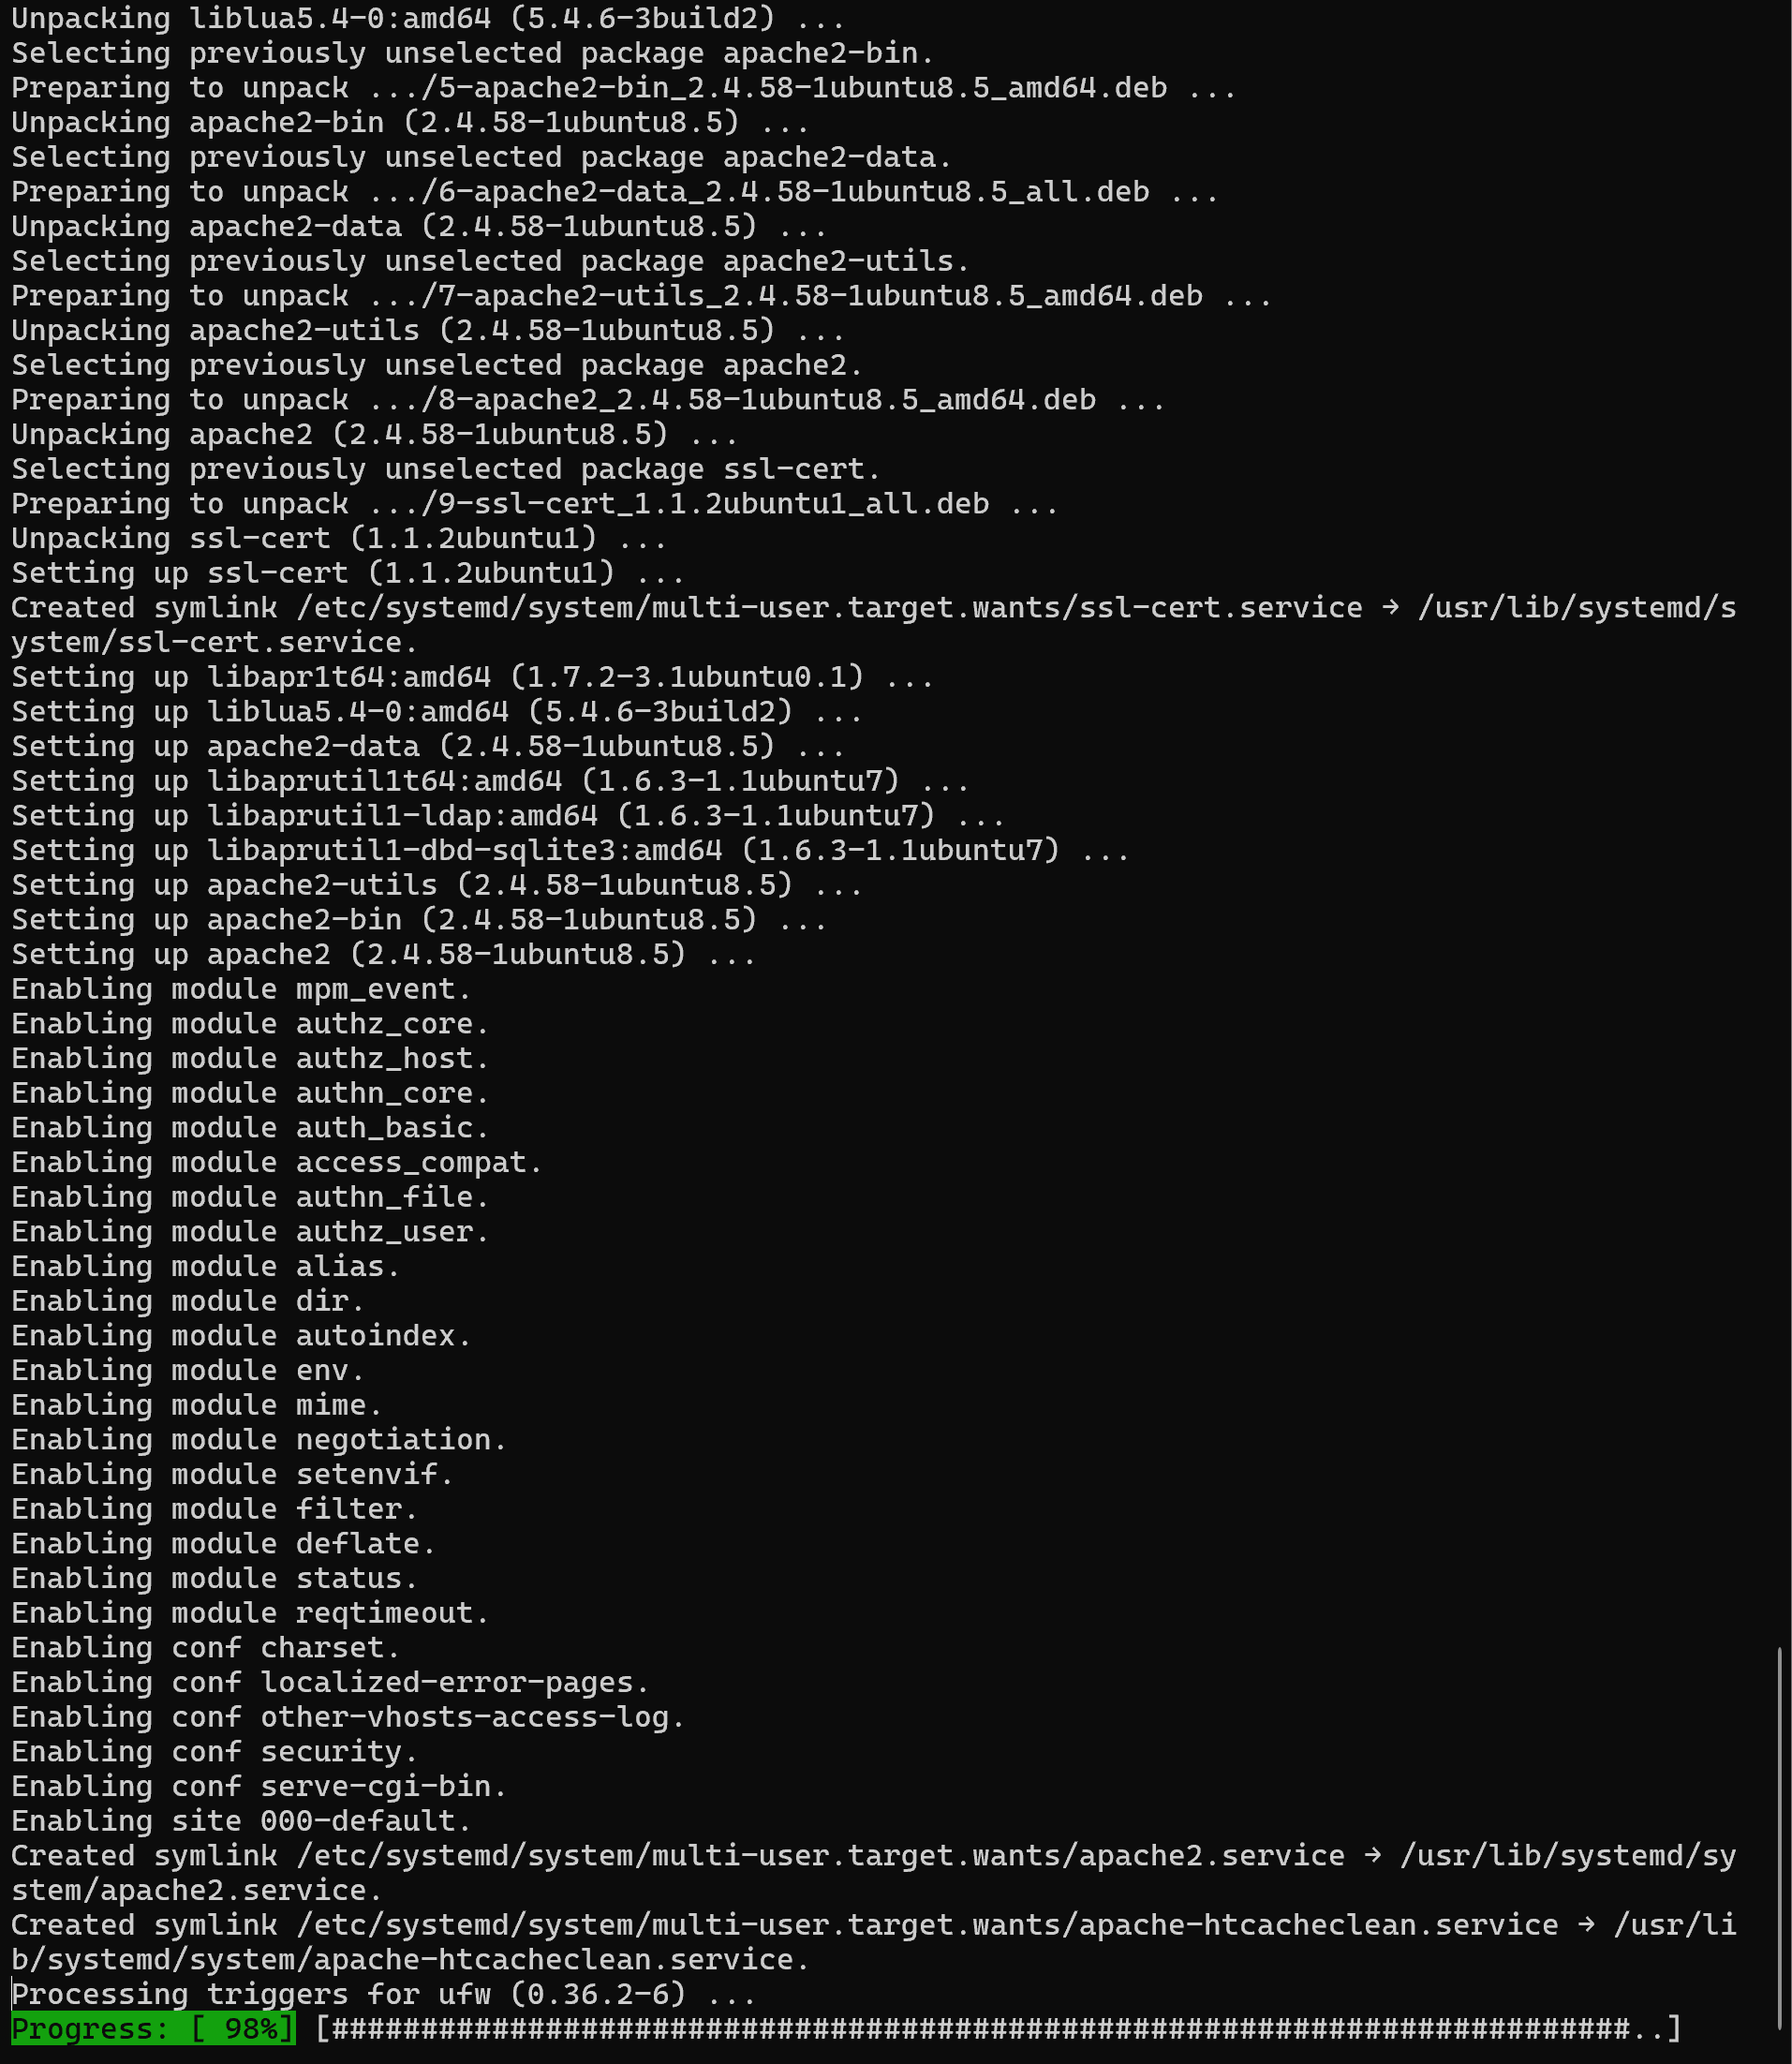 Unpacking liblua5.4-0:amd64 (5.4.6-3build2) ...
Selecting previously unselected package apache2-bin.
Preparing to unpack .../5-apache2-bin_2.4.58-1ubuntu8.5_amd64.deb ...
Unpacking apache2-bin (2.4.58-1ubuntu8.5) ...
Selecting previously unselected package apache2-data.
Preparing to unpack .../6-apache2-data_2.4.58-1ubuntu8.5_all.deb ...
Unpacking apache2-data (2.4.58-1ubuntu8.5) ...
Selecting previously unselected package apache2-utils.
Preparing to unpack .../7-apache2-utils_2.4.58-1ubuntu8.5_amd64.deb ...
Unpacking apache2-utils (2.4.58-1ubuntu8.5) ...
Selecting previously unselected package apache2.
Preparing to unpack .../8-apache2_2.4.58-1ubuntu8.5_amd64.deb ...
Unpacking apache2 (2.4.58-1ubuntu8.5) ...
Selecting previously unselected package ssl-cert.
Preparing to unpack .../9-ssl-cert_1.1.2ubuntu1_all.deb ...
Unpacking ssl-cert (1.1.2ubuntu1) ...
Setting up ssl-cert (1.1.2ubuntu1) ...
Created symlink /etc/systemd/system/multi-user.target.wants/ssl-cert.service → /usr/lib/systemd/s
ystem/ssl-cert.service.
Setting up libapr1t64:amd64 (1.7.2-3.1ubuntu0.1) ...
Setting up liblua5.4-0:amd64 (5.4.6-3build2) ...
Setting up apache2-data (2.4.58-1ubuntu8.5) ...
Setting up libaprutil1t64:amd64 (1.6.3-1.1ubuntu7) ...
Setting up libaprutil1-ldap:amd64 (1.6.3-1.1ubuntu7) ...
Setting up libaprutil1-dbd-sqlite3:amd64 (1.6.3-1.1ubuntu7) ...
Setting up apache2-utils (2.4.58-1ubuntu8.5) ...
Setting up apache2-bin (2.4.58-1ubuntu8.5) ...
Setting up apache2 (2.4.58-1ubuntu8.5) ...
Enabling module mpm_event.
Enabling module authz_core.
Enabling module authz_host.
Enabling module authn_core.
Enabling module auth_basic.
Enabling module access_compat.
Enabling module authn_file.
Enabling module authz_user.
Enabling module alias.
Enabling module dir.
Enabling module autoindex.
Enabling module env.
Enabling module mime.
Enabling module negotiation.
Enabling module setenvif.
Enabling module filter.
Enabling module deflate.
Enabling module status.
Enabling module reqtimeout.
Enabling conf charset.
Enabling conf localized-error-pages.
Enabling conf other-vhosts-access-log.
Enabling conf security.
Enabling conf serve-cgi-bin.
Enabling site 000-default.
Created symlink /etc/systemd/system/multi-user.target.wants/apache2.service → /usr/lib/systemd/sy
stem/apache2.service.
Created symlink /etc/systemd/system/multi-user.target.wants/apache-htcacheclean.service → /usr/li
b/systemd/system/apache-htcacheclean.service.
Processing triggers for ufw (0.36.2-6) ...
Progress: [ 98%] [#########################################################################..]